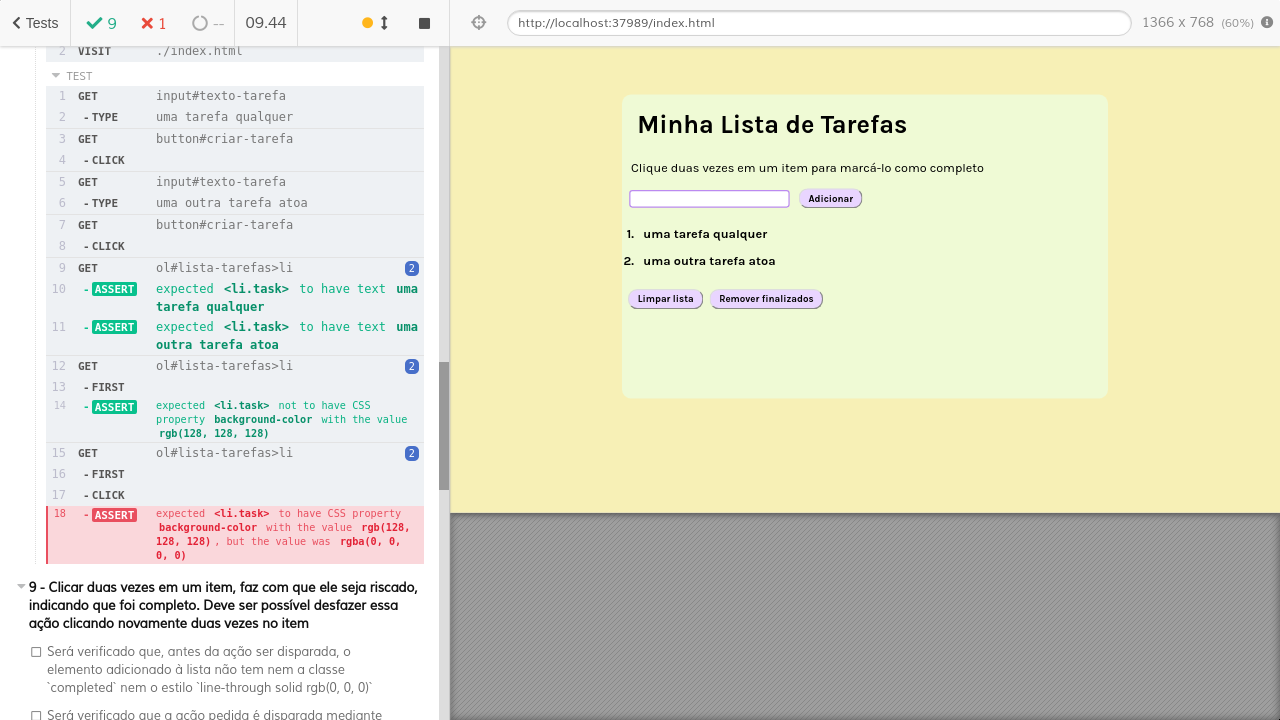 Tests 9 1 -- 09.44 http://localhost:37989/index.html 1366 x 768 (60%)
2 VISIT ./index.html
TEST
1 GET input#texto-tarefa
2 - TYPE uma tarefa qualquer
3 GET button#criar-tarefa
4 - CLICK
5 GET input#texto-tarefa
6 - TYPE uma outra tarefa atoa
7 GET button#criar-tarefa
8 - CLICK
9 GET ol#lista-tarefas>li 2
10 - ASSERT expected <li.task> to have text uma
tarefa qualquer
11 - ASSERT expected <li.task> to have text uma
outra tarefa atoa
12 GET ol#lista-tarefas>li 2
13 - FIRST
14 - ASSERT expected <li.task> not to have CSS
property background-color with the value
rgb(128, 128, 128)
15 GET ol#lista-tarefas>li 2
16 - FIRST
17 - CLICK
18 - ASSERT expected <li.task> to have CSS property
background-color with the value rgb(128,
128, 128) , but the value was rgba(0, 0,
0, 0)
9 - Clicar duas vezes em um item, faz com que ele seja riscado,
indicando que foi completo. Deve ser possível desfazer essa
ação clicando novamente duas vezes no item
Será verificado que, antes da ação ser disparada, o
elemento adicionado à lista não tem nem a classe
`completed` nem o estilo `line-through solid rgb(0, 0, 0)`
Será verificado que a ação pedida é disparada mediante
Minha Lista de Tarefas
Clique duas vezes em um item para marcá-lo como completo
Adicionar
1. uma tarefa qualquer
2. uma outra tarefa atoa
Limpar lista Remover finalizados